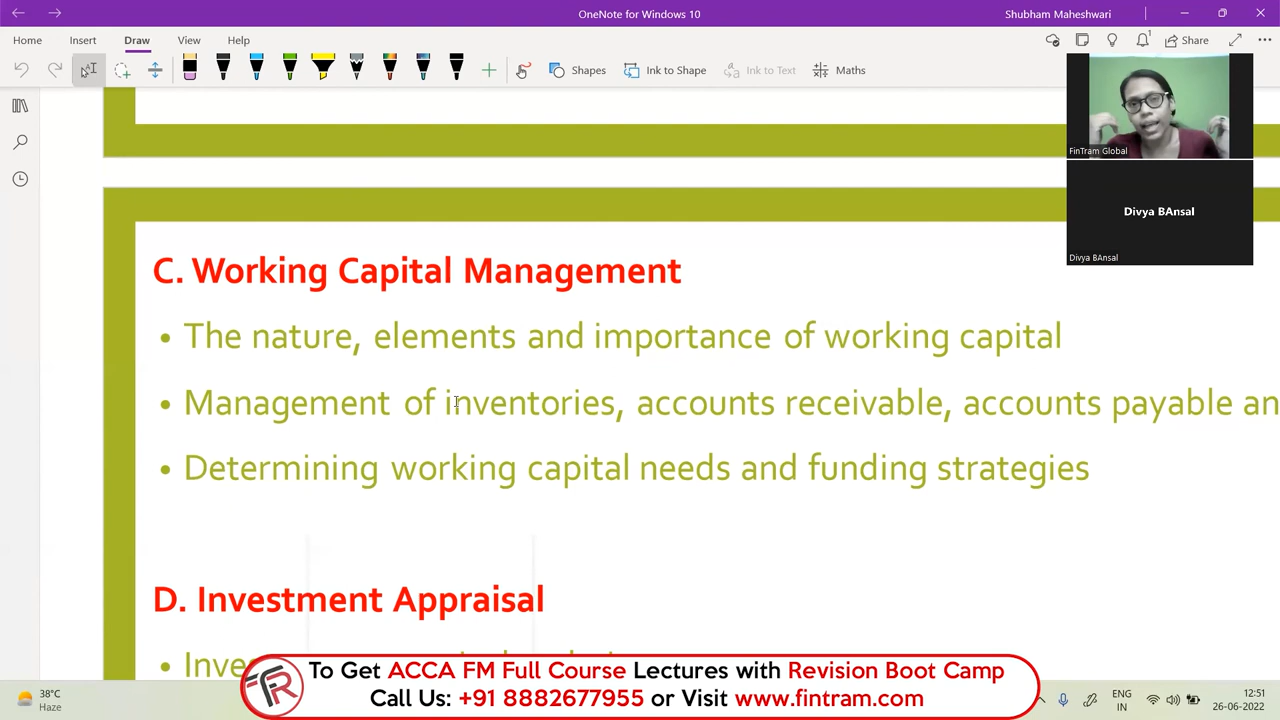 OneNote for Windows 10
Shubham Maheshwari
Home Insert Draw View Help
Share
Shapes Ink to Shape Ink to Text Maths
FinTram Global
Divya BAnsal
Divya BAnsal
C. Working Capital Management
• The nature, elements and importance of working capital
• Management of inventories, accounts receivable, accounts payable an
• Determining working capital needs and funding strategies
D. Investment Appraisal
To Get ACCA FM Full Course Lectures with Revision Boot Camp
Call Us: +91 8882677955 or Visit www.fintram.com
38°C
Haze
ENG
IN
12:51
26-06-2022